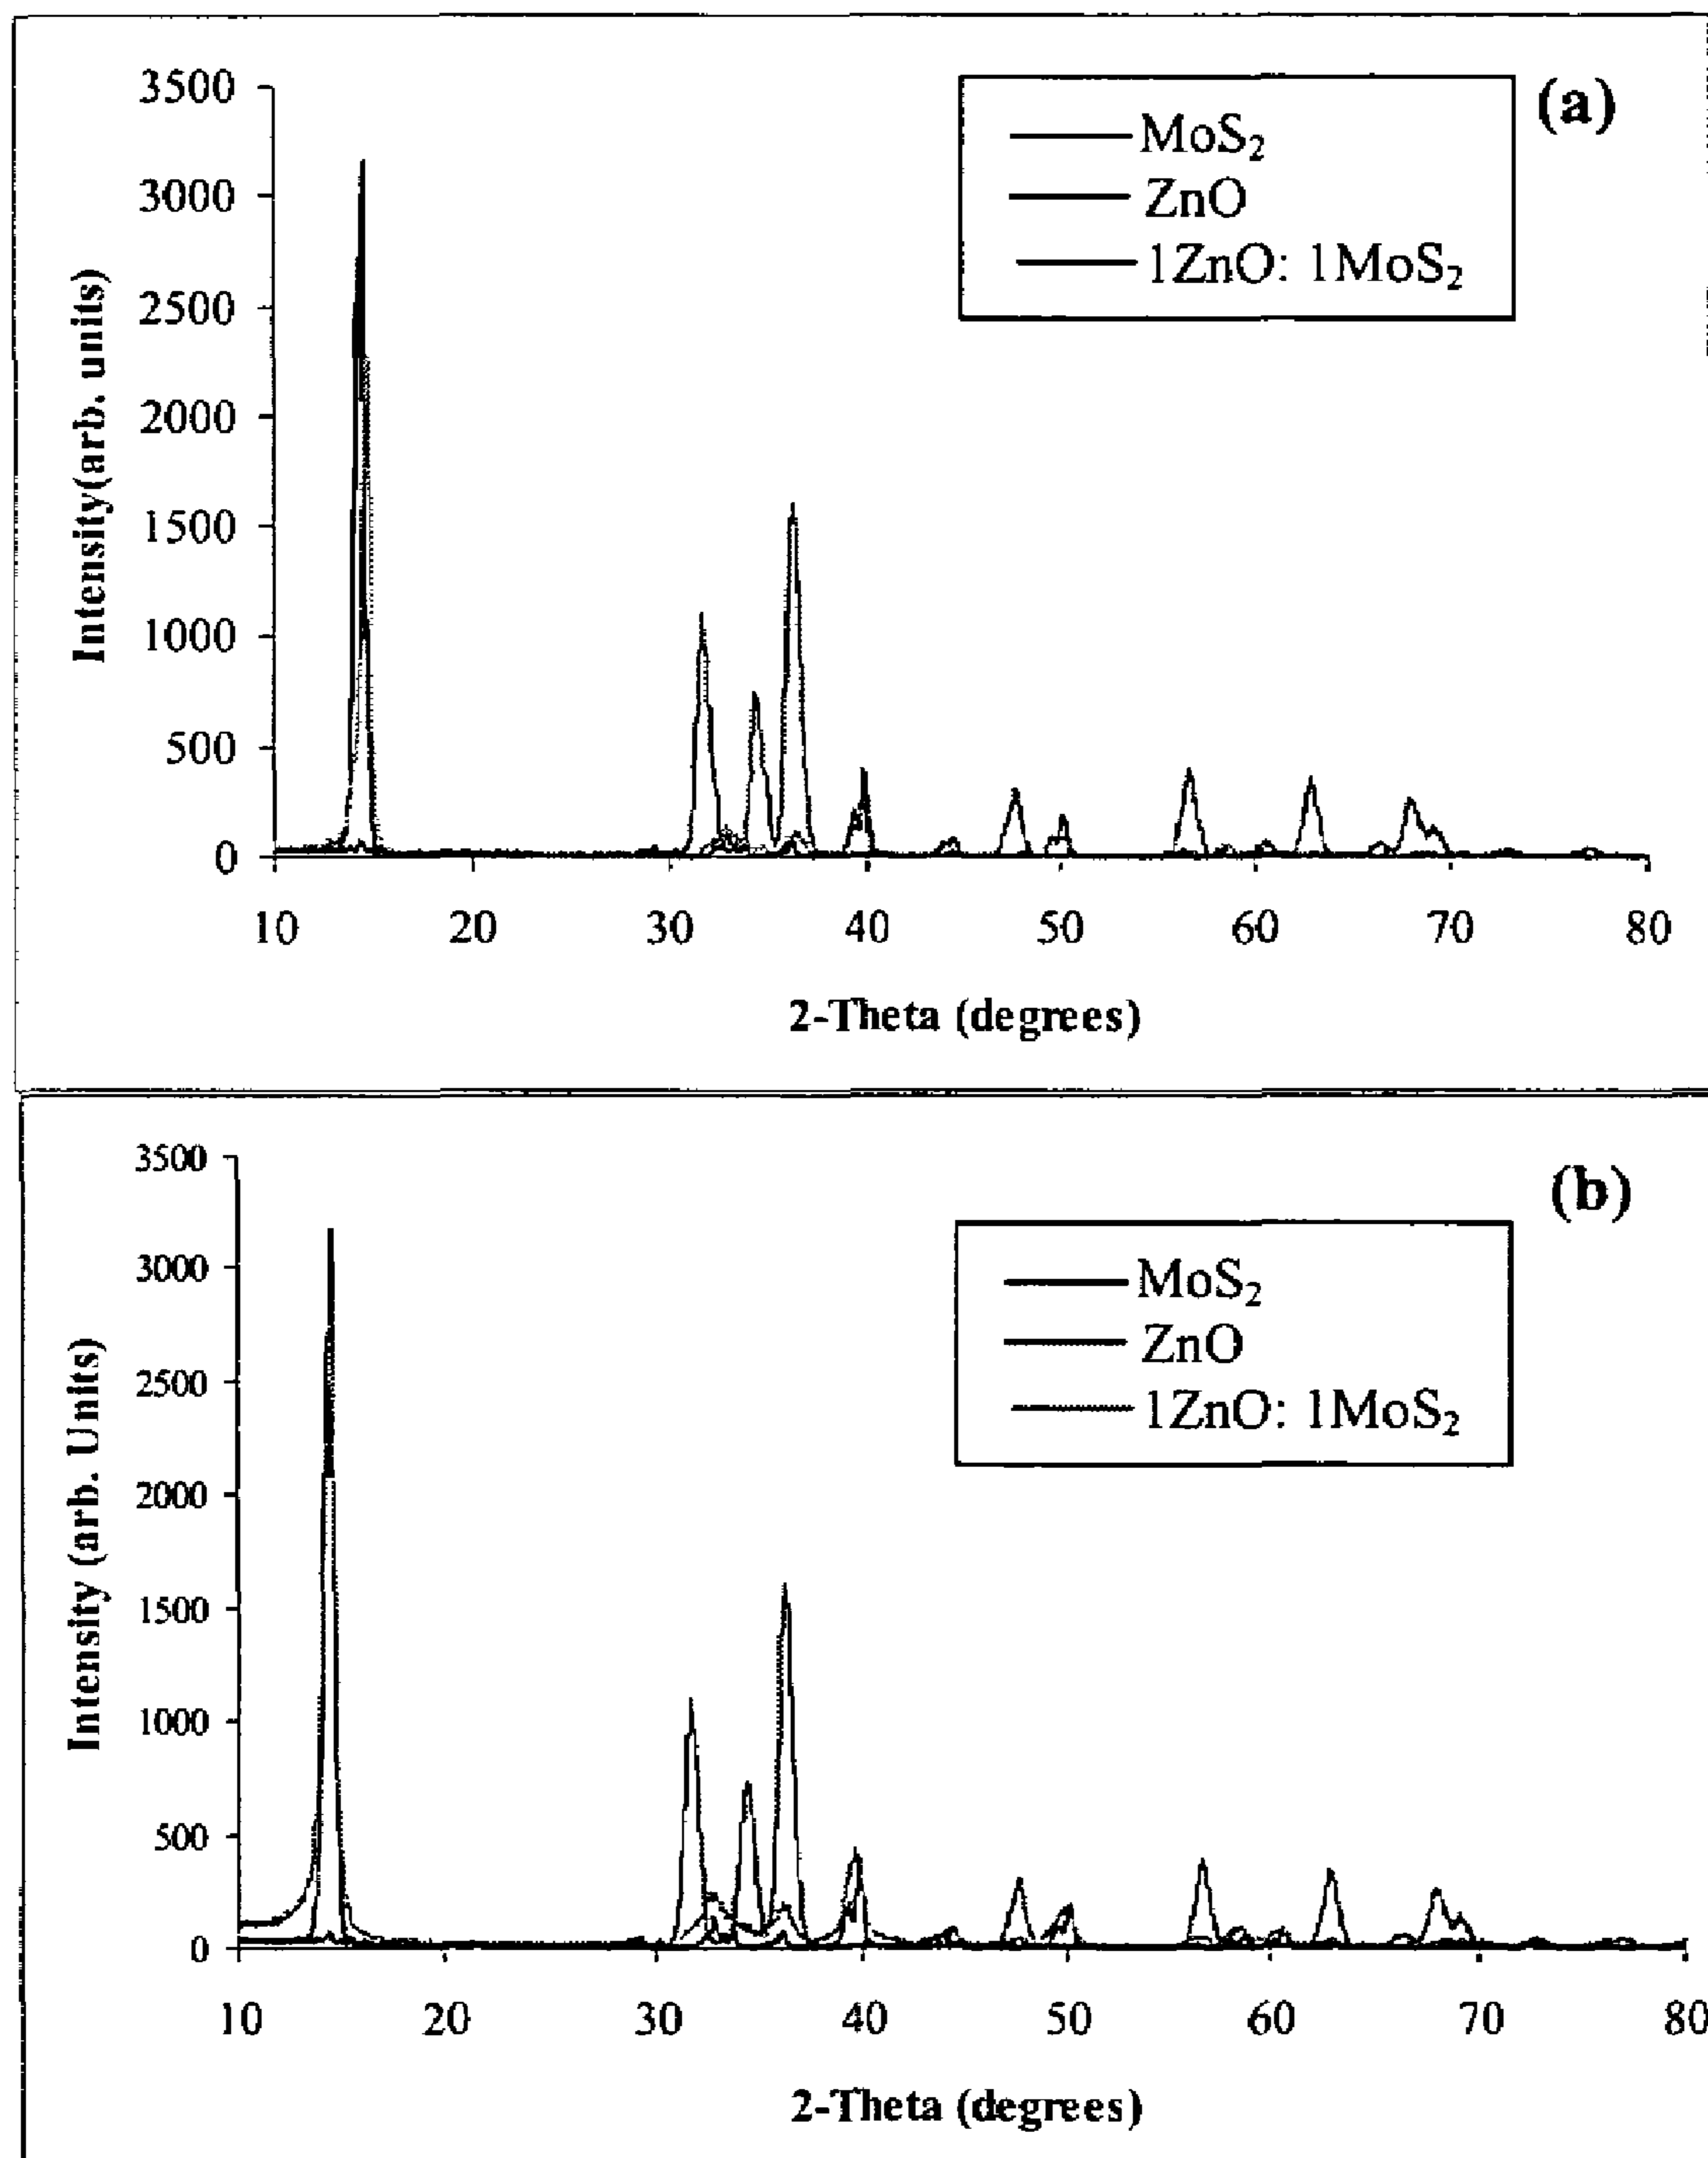 (a)
3500
3000
2500
2000
1500
1000
500
0
Intensity(arb. units)
MoS₂
ZnO
1ZnO: 1MoS₂
10 20 30 40 50 60 70 80
2-Theta (degrees)
(b)
3500
3000
2500
2000
1500
1000
500
0
Intensity (arb. Units)
MoS₂
ZnO
1ZnO: 1MoS₂
10 20 30 40 50 60 70 80
2-Theta (degrees)